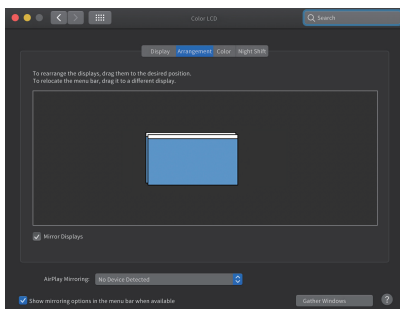 Color LCD
Search
Display Arrangement Color Night Shift
To rearrange the displays, drag them to the desired position.
To relocate the menu bar, drag it to a different display.
Mirror Displays
AirPlay Mirroring: No Device Detected
Show mirroring options in the menu bar when available
Gather Windows ?